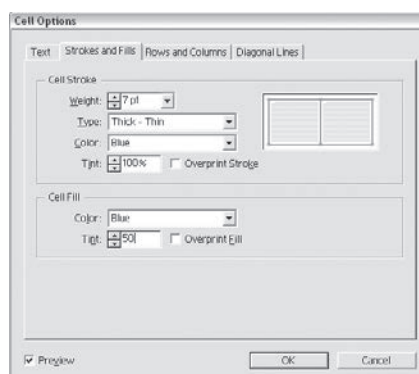 Cell Options
Text Strokes and Fills Rows and Columns Diagonal Lines
Cell Stroke
Weight: 7 pt
Type: Thick - Thin
Color: Blue
Tint: 100% Overprint Stroke
Cell Fill
Color: Blue
Tint: 50 Overprint Fill
Preview OK Cancel